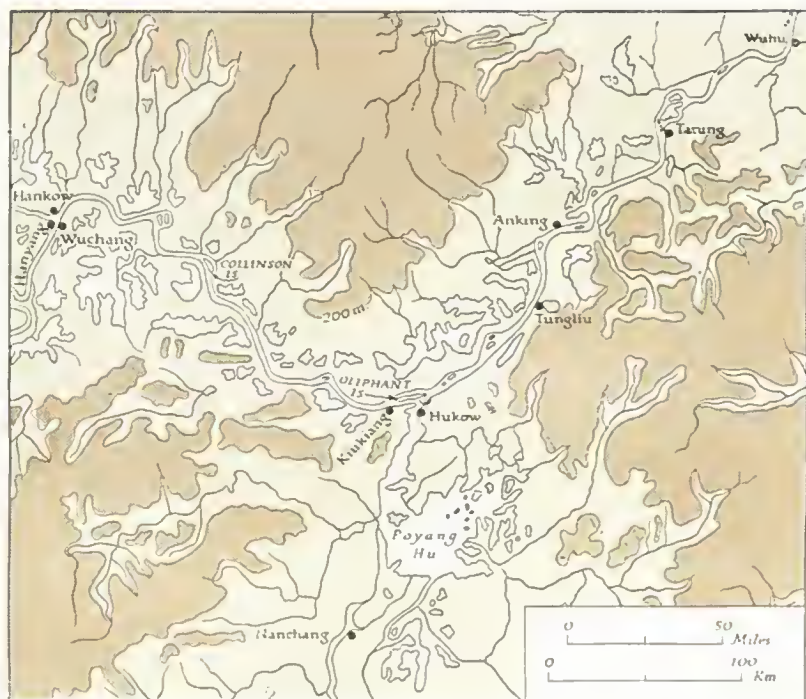 Wuhu
Tatung
Hankow
Hanyang
Wuchang
Anking
COLLINSON
IS
200 m.
Tungliu
OLIPHANT
IS
Kiukiang
Hukow
Poyang
Hu
Nanchang
0 50
Miles
0 100
Km